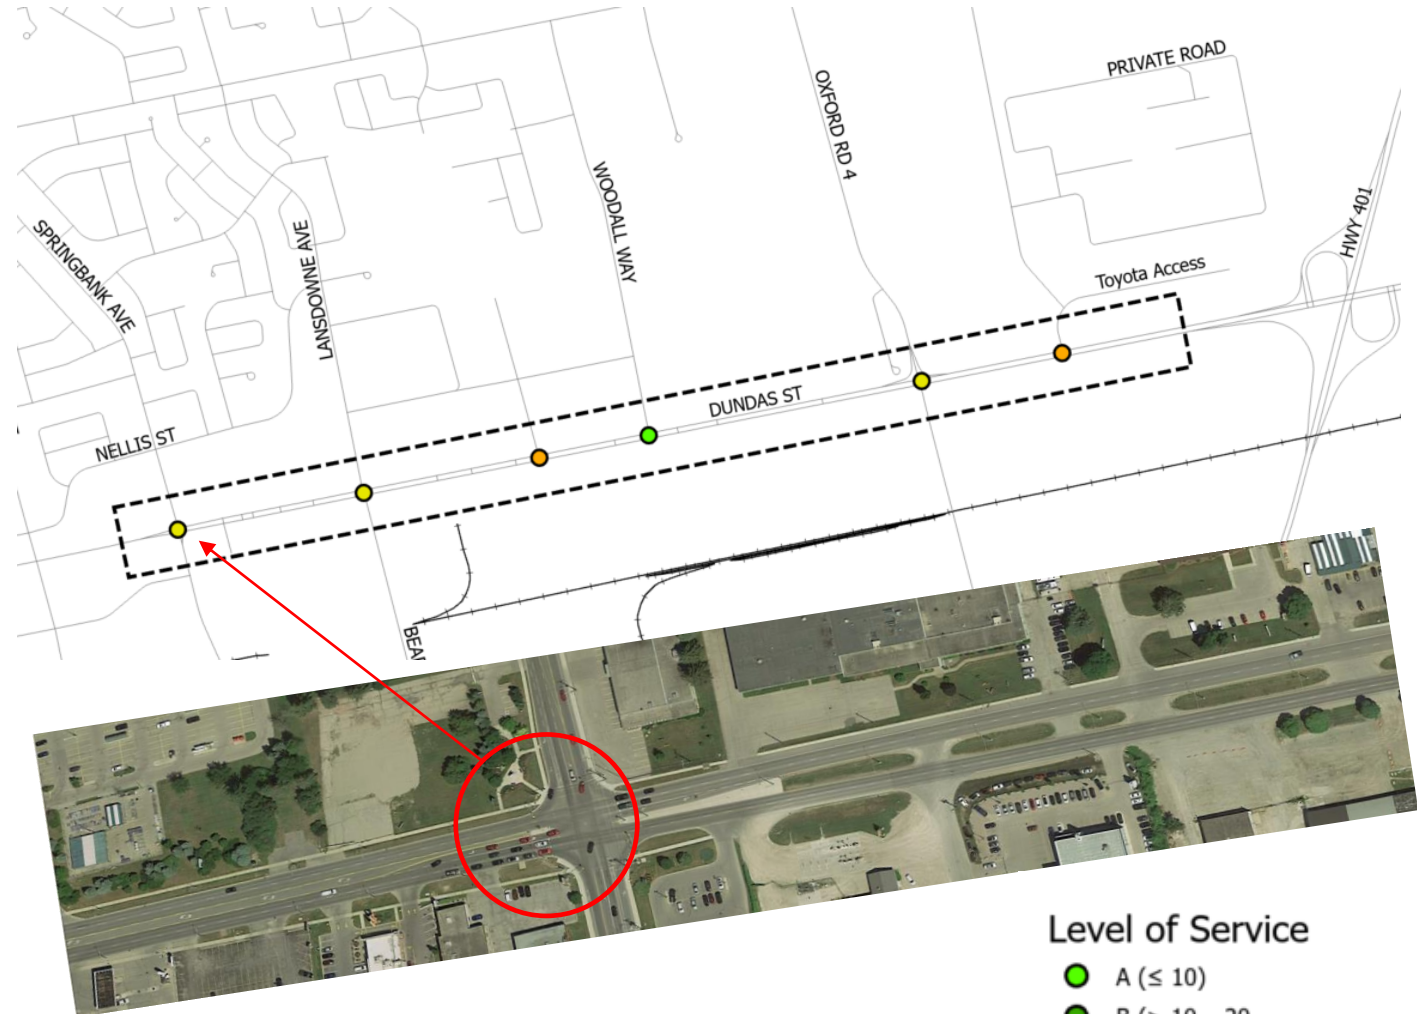 PRIVATE ROAD
OXFORD RD 4
WOODALL WAY
HWY 401
SPRINGBANK AVE
LANSDOWNE AVE
Toyota Access
DUNDAS ST
NELLIS ST
Level of Service
A (≤ 10)